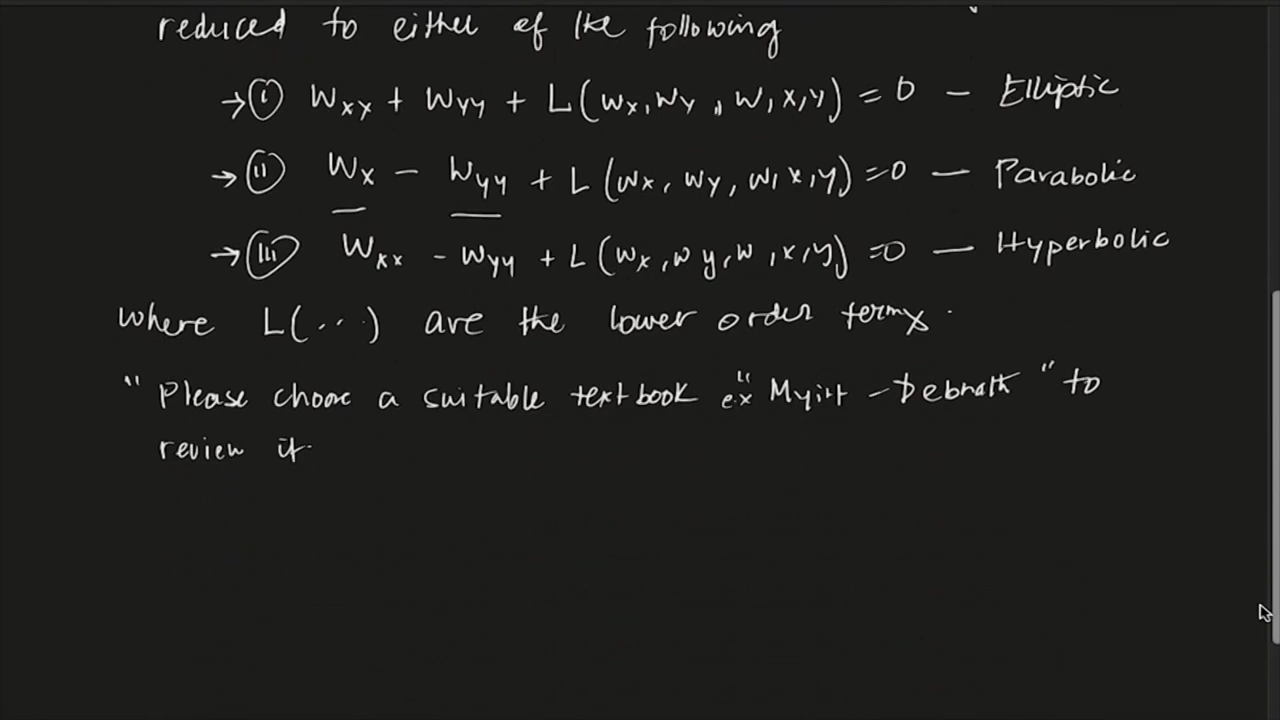 reduced to either of the following
→ (i) Wxx + Wyy + L(wx, wy, w, x, y) = 0 — Elliptic
→ (ii) Wx − Wyy + L(wx, wy, w, x, y) = 0 — Parabolic
→ (iii) Wxx − Wyy + L(wx, wy, w, x, y) = 0 — Hyperbolic
where L(...) are the lower order terms.
"Please choose a suitable textbook ex "Myint - Debnath" to
review it.